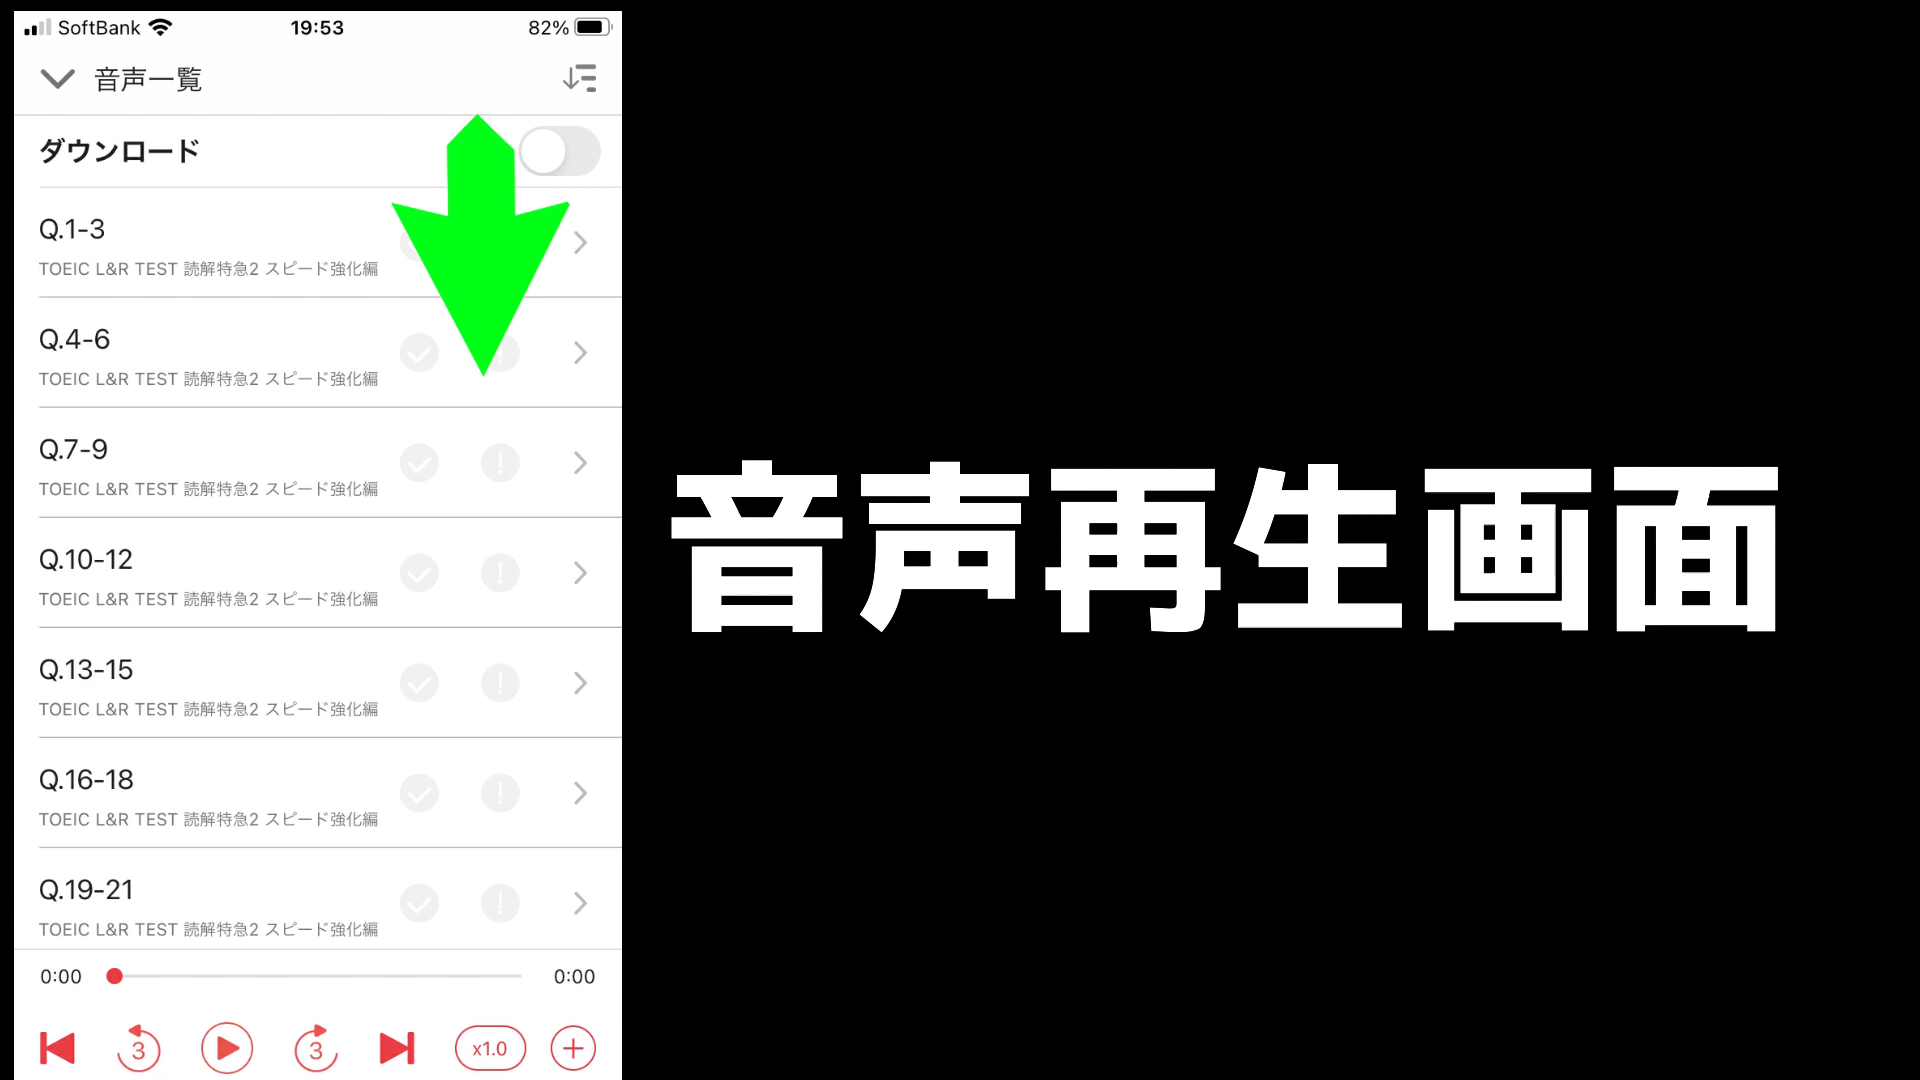 SoftBank 19:53 82%
音声一覧
ダウンロード
Q.1-3
TOEIC L&R TEST 読解特急2 スピード強化編
Q.4-6
TOEIC L&R TEST 読解特急2 スピード強化編
Q.7-9
TOEIC L&R TEST 読解特急2 スピード強化編
Q.10-12
TOEIC L&R TEST 読解特急2 スピード強化編
Q.13-15
TOEIC L&R TEST 読解特急2 スピード強化編
Q.16-18
TOEIC L&R TEST 読解特急2 スピード強化編
Q.19-21
TOEIC L&R TEST 読解特急2 スピード強化編
0:00 0:00
3 3 x1.0
音声再生画面